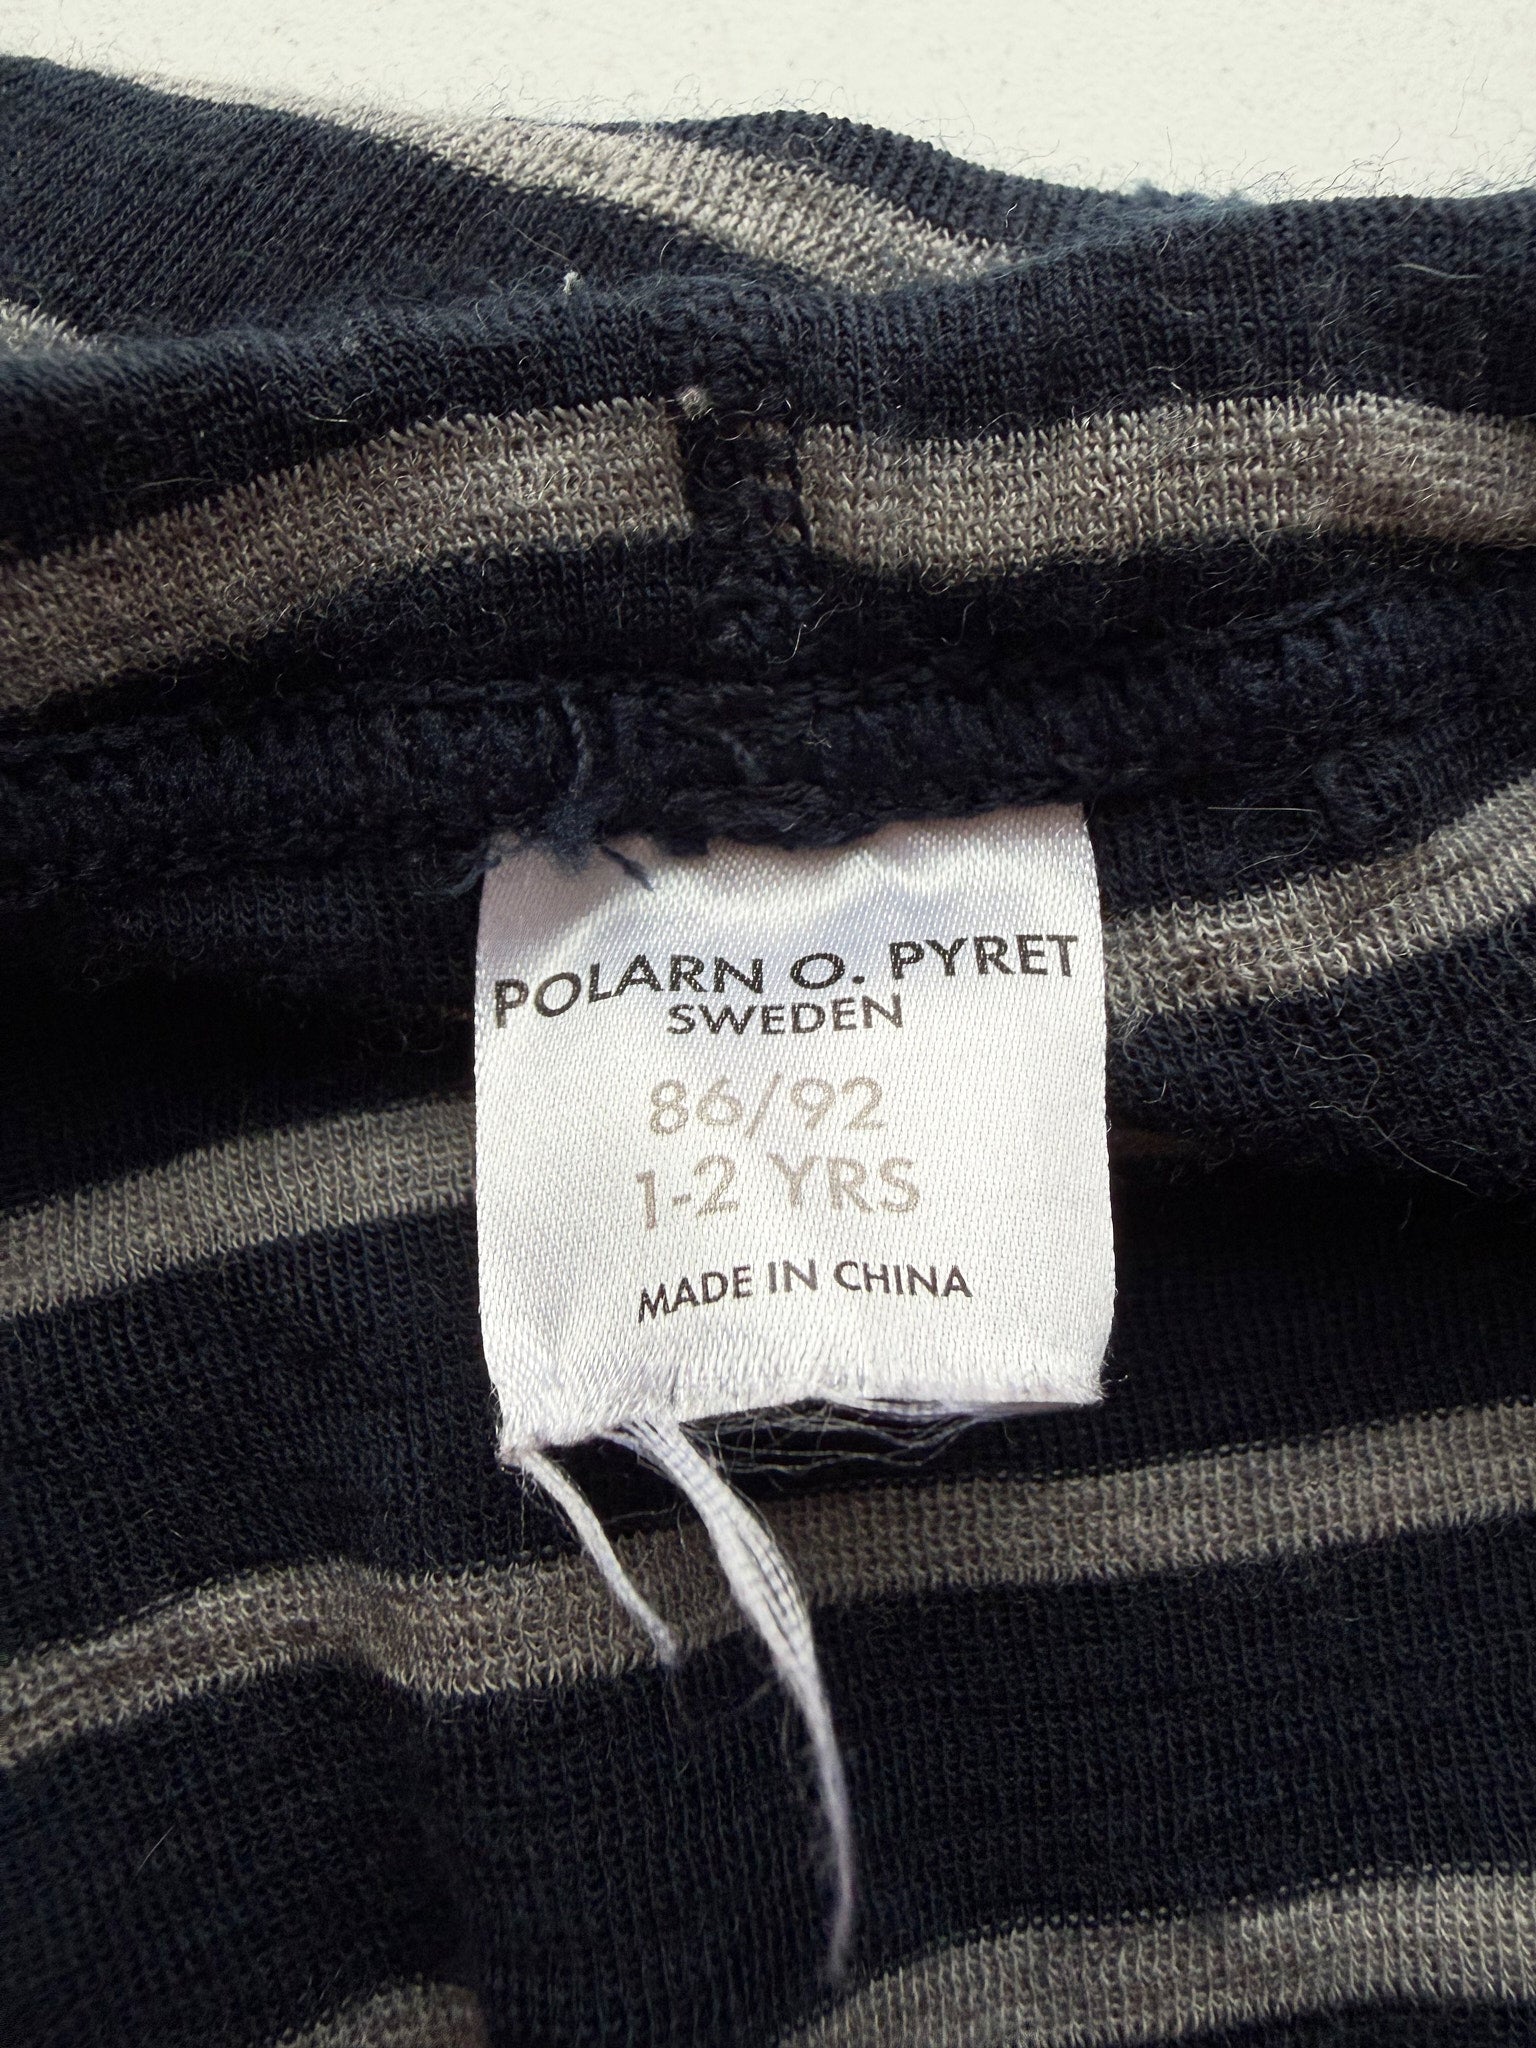 POLARN O. PYRET
SWEDEN
86/92
1-2 YRS
MADE IN CHINA